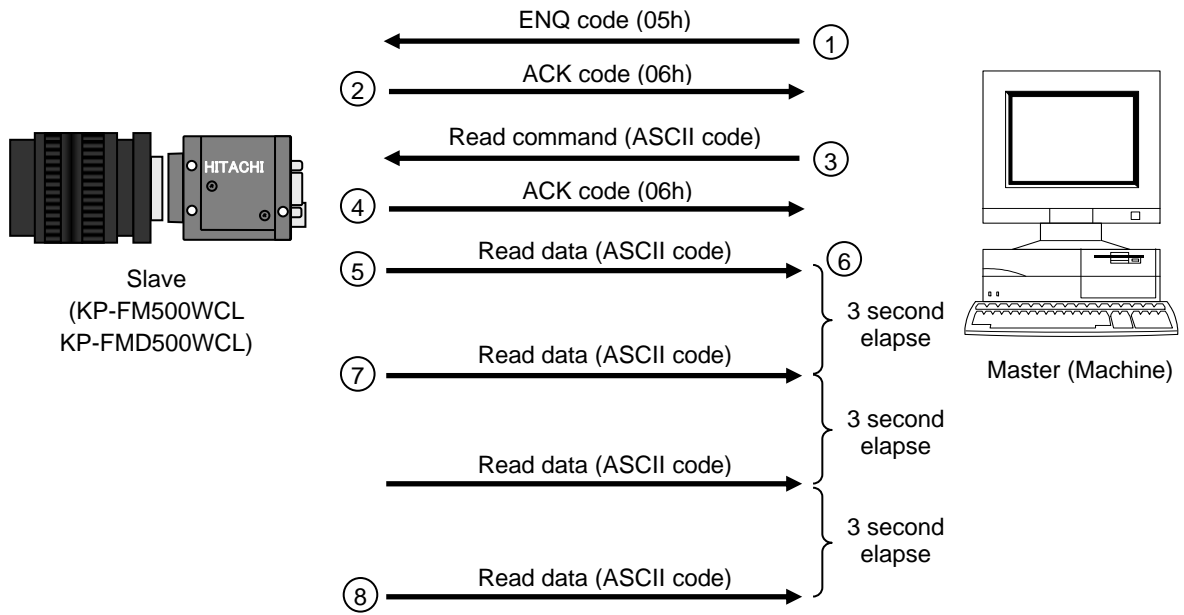 ENQ code (05h)
①
ACK code (06h)
②
Read command (ASCII code)
③
HITACHI
ACK code (06h)
④
Read data (ASCII code)
⑤
⑥
Slave
(KP-FM500WCL
KP-FMD500WCL)
3 second
elapse
Read data (ASCII code)
⑦
Master (Machine)
3 second
elapse
Read data (ASCII code)
3 second
elapse
Read data (ASCII code)
⑧